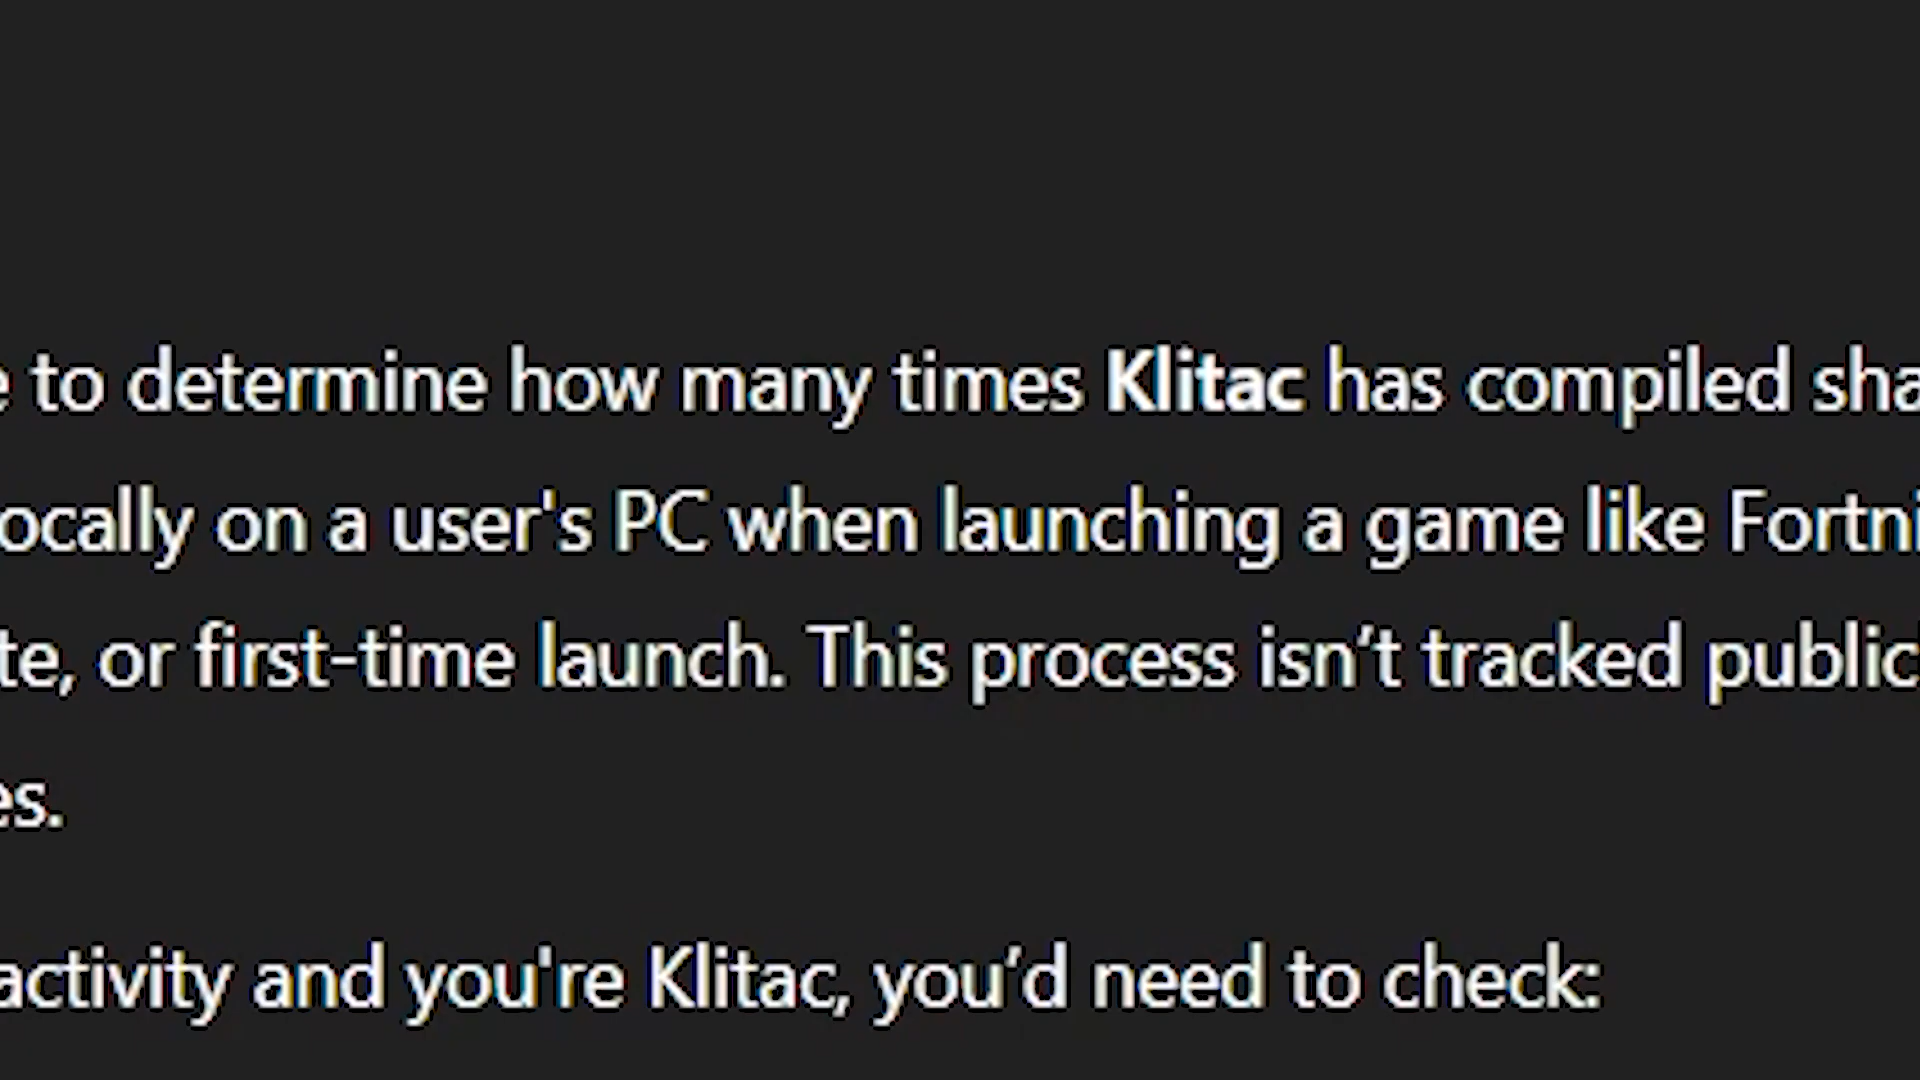 e to determine how many times Klitac has compiled sha
ocally on a user's PC when launching a game like Fortni
te, or first-time launch. This process isn’t tracked public
es.
activity and you're Klitac, you’d need to check: